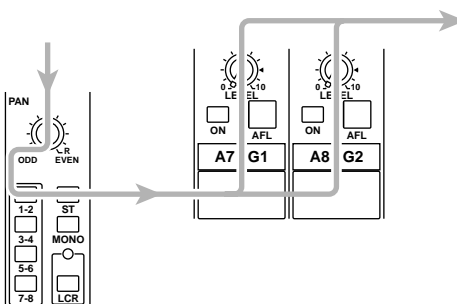 PAN
R
ODD EVEN
1-2 ST
3-4 MONO
5-6
7-8 LCR
0 10 0 10
LEVEL LEVEL
ON AFL ON AFL
A7 G1 A8 G2